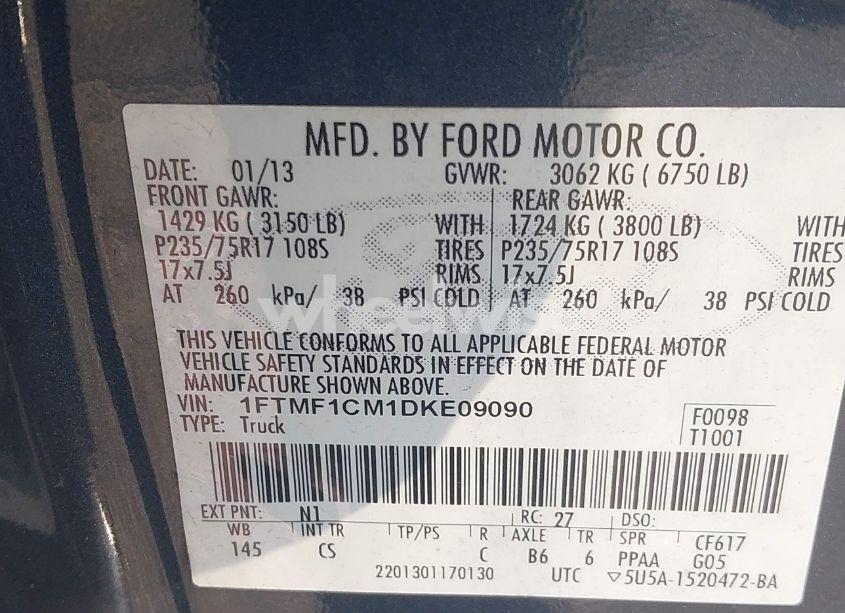 MFD. BY FORD MOTOR CO.
DATE: 01/13 GVWR: 3062 KG ( 6750 LB)
FRONT GAWR: REAR GAWR:
1429 KG ( 3150 LB) WITH 1724 KG ( 3800 LB) WITH
P235/75R17 108S TIRES P235/75R17 108S TIRES
17x7.5J RIMS 17x7.5J RIMS
AT 260 kPa/ 38 PSI COLD AT 260 kPa/ 38 PSI COLD
THIS VEHICLE CONFORMS TO ALL APPLICABLE FEDERAL MOTOR
VEHICLE SAFETY STANDARDS IN EFFECT ON THE DATE OF
MANUFACTURE SHOWN ABOVE.
VIN: 1FTMF1CM1DKE09090
TYPE: Truck
F0098
T1001
EXT PNT: N1 RC: 27 DSO:
WB INT TR TP/PS R AXLE TR SPR CF617
145 CS C B6 6 PPAA G05
2201301170130 UTC ▽5U5A-1520472-BA